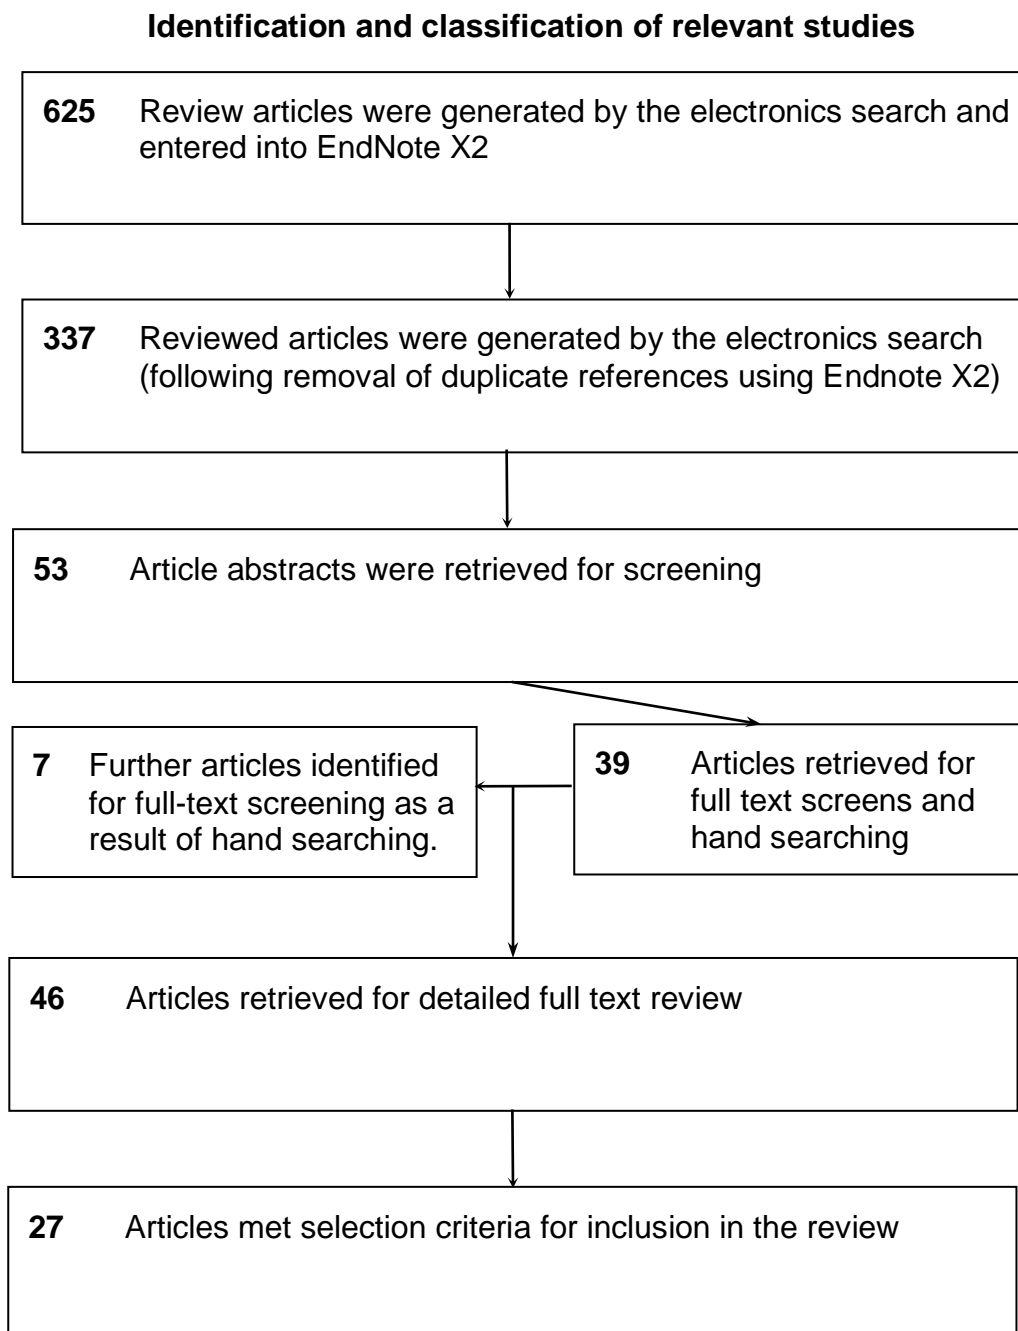 Identification and classification of relevant studies
625 Review articles were generated by the electronics search and
entered into EndNote X2
337 Reviewed articles were generated by the electronics search
(following removal of duplicate references using Endnote X2)
53 Article abstracts were retrieved for screening
7 Further articles identified
for full-text screening as a
result of hand searching.
39 Articles retrieved for
full text screens and
hand searching
46 Articles retrieved for detailed full text review
27 Articles met selection criteria for inclusion in the review